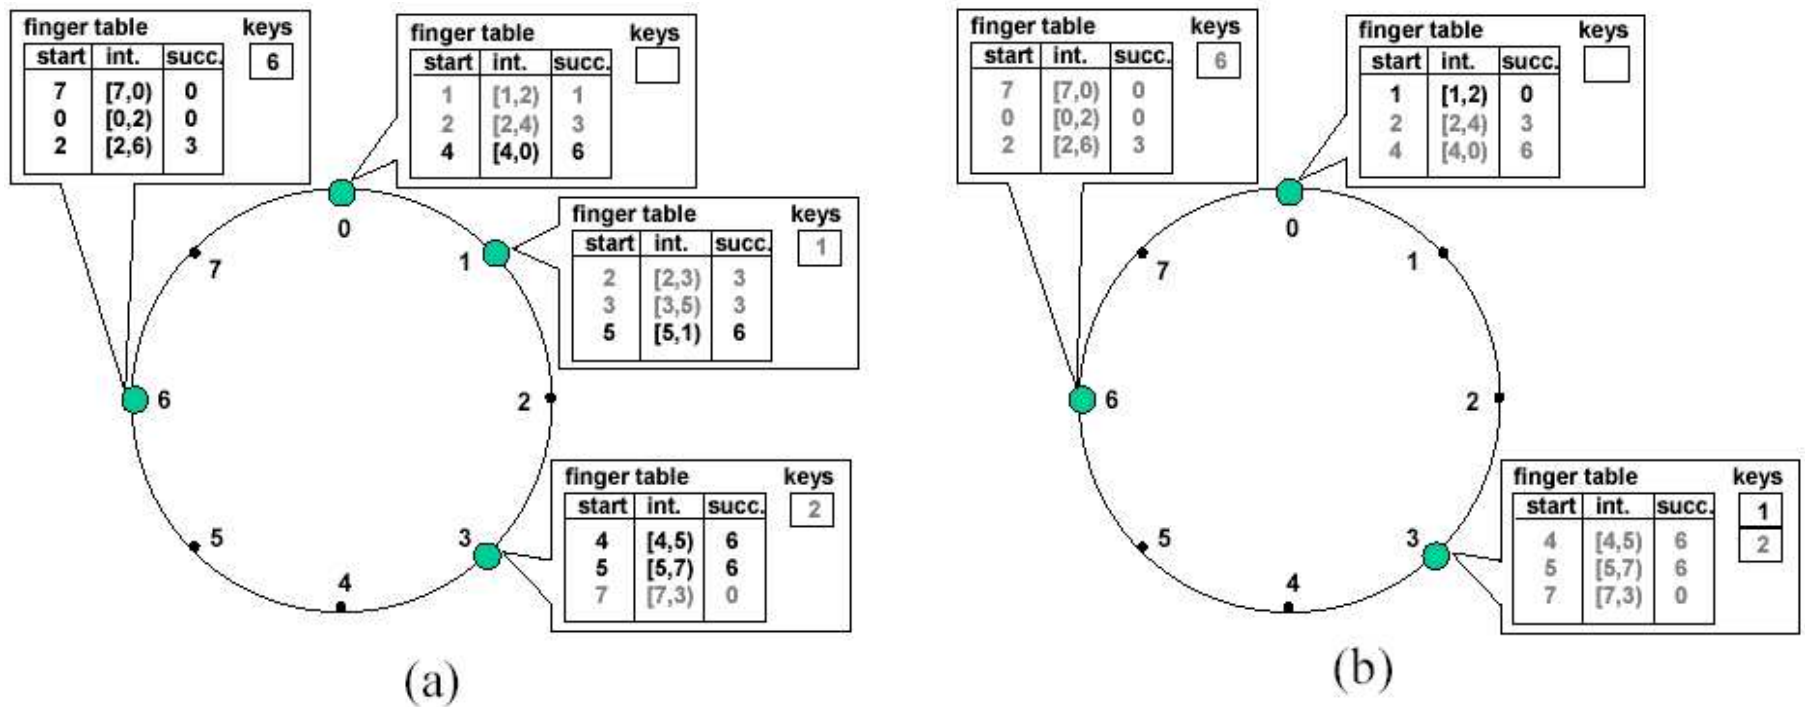 finger table keys
start int. succ.
6
7 [7,0) 0
0 [0,2) 0
2 [2,6) 3
finger table keys
start int. succ.
1 [1,2) 1
2 [2,4) 3
4 [4,0) 6
finger table keys
start int. succ.
1
2 [2,3) 3
3 [3,5) 3
5 [5,1) 6
finger table keys
start int. succ.
2
4 [4,5) 6
5 [5,7) 6
7 [7,3) 0
0
1
2
3
4
5
6
7
(a)
finger table keys
start int. succ.
6
7 [7,0) 0
0 [0,2) 0
2 [2,6) 3
finger table keys
start int. succ.
1 [1,2) 0
2 [2,4) 3
4 [4,0) 6
finger table keys
start int. succ.
1
2
4 [4,5) 6
5 [5,7) 6
7 [7,3) 0
0
1
2
3
4
5
6
7
(b)